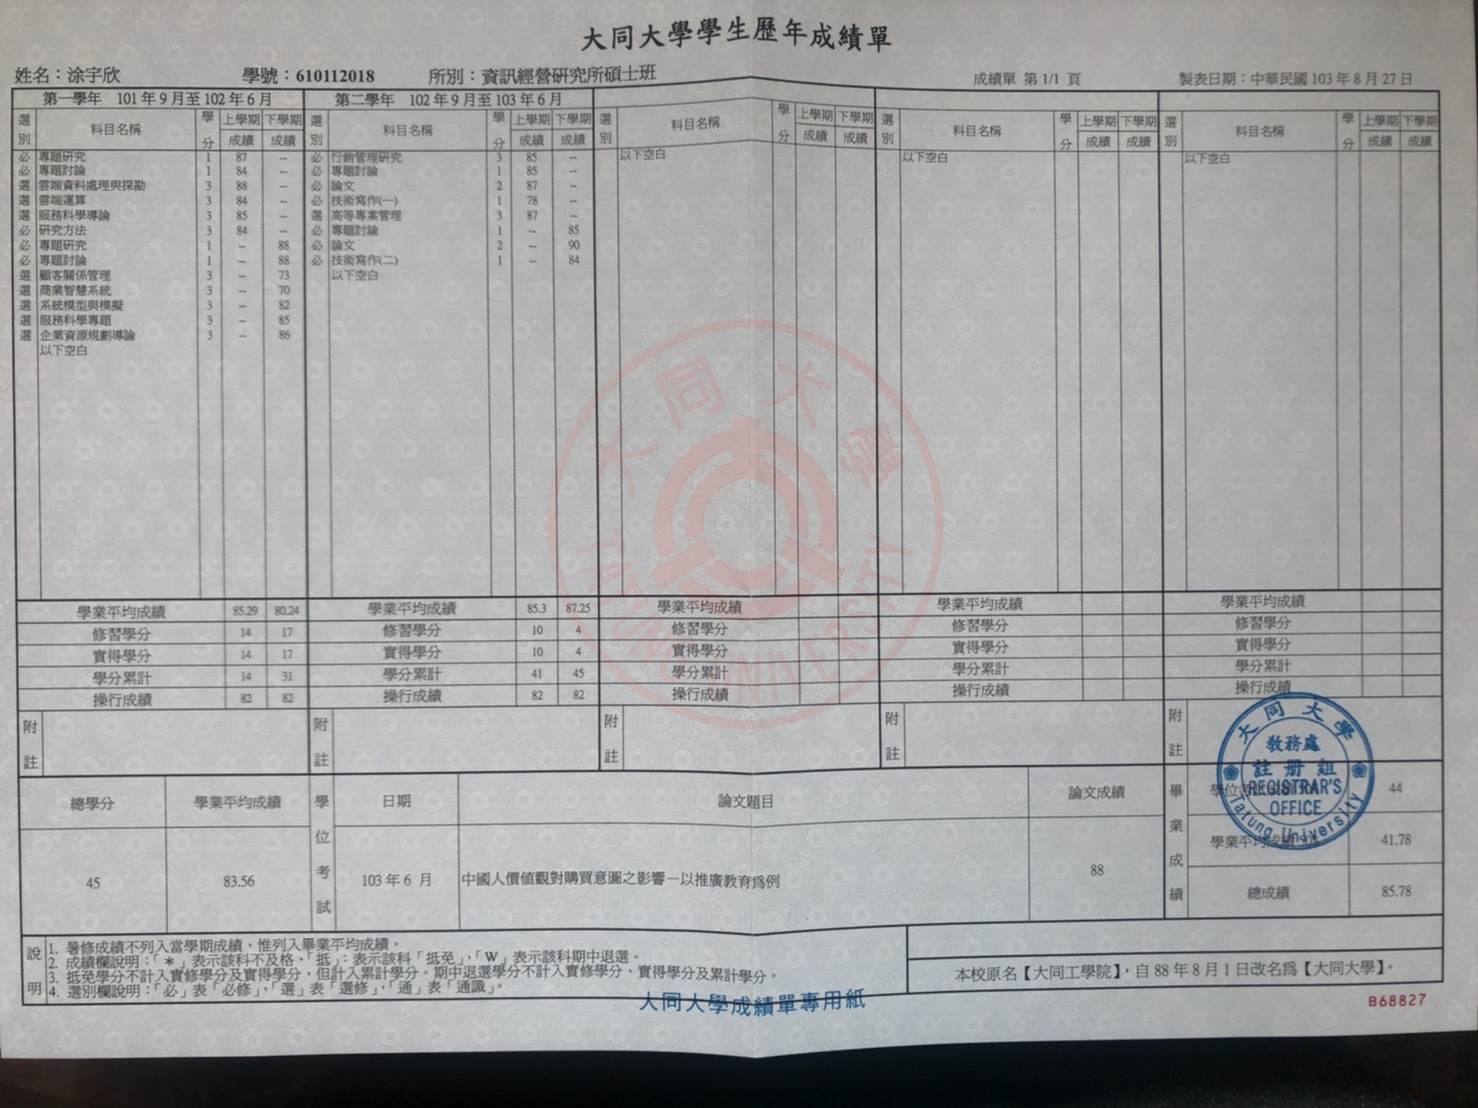 大同大學學生歷年成績單
姓名：涂宇欣 學號：610112018 所別：資訊經營研究所碩士班 成績單 第 1/1 頁 製表日期：中華民國 103 年 8 月 27 日
第一學年 101 年 9 月至 102 年 6 月 第二學年 102 年 9 月至 103 年 6 月
選別 科目名稱 學分 上學期成績 下學期成績 選別 科目名稱 學分 上學期成績 下學期成績 選別 科目名稱 學分 上學期成績 下學期成績 選別 科目名稱 學分 上學期成績 下學期成績 選別 科目名稱 學分 上學期成績 下學期成績
必 專題研究 1 87 -- 必 行銷管理研究 3 85 -- 以下空白 以下空白 以下空白
必 專題討論 1 84 -- 必 專題討論 1 85 --
選 雲端資料處理與探勘 3 88 -- 必 論文 2 87 --
選 雲端運算 3 84 -- 必 技術寫作(一) 1 78 --
選 服務科學導論 3 85 -- 選 高等專案管理 3 87 --
必 研究方法 3 84 -- 必 專題討論 1 -- 85
必 專題研究 1 -- 88 必 論文 2 -- 90
必 專題討論 1 -- 88 必 技術寫作(二) 1 -- 84
選 顧客關係管理 3 -- 73 以下空白
選 商業智慧系統 3 -- 70
選 系統模型與模擬 3 -- 82
選 服務科學專題 3 -- 85
選 企業資源規劃導論 3 -- 86
以下空白
大同大學
TATUNG UNIVERSITY
學業平均成績 85.29 80.24 學業平均成績 85.3 87.25 學業平均成績 學業平均成績 學業平均成績
修習學分 14 17 修習學分 10 4 修習學分 修習學分 修習學分
實得學分 14 17 實得學分 10 4 實得學分 實得學分 實得學分
學分累計 14 31 學分累計 41 45 學分累計 學分累計 學分累計
操行成績 82 82 操行成績 82 82 操行成績 操行成績 操行成績
附註 附註 附註 附註 附註
大同大學
教務處
註冊組
REGISTRAR'S
OFFICE
Tatung University
總學分 學業平均成績 學位考試 日期 論文題目 論文成績 畢業成績 學位 44
學業平均成績 41.78
45 83.56 103 年 6 月 中國人價值觀對購買意圖之影響－以推廣教育為例 88 總成績 85.78
說明
1. 暑修成績不列入當學期成績，惟列入畢業平均成績。
2. 成績欄說明：「＊」表示該科不及格，「抵」：表示該科「抵免」，「W」表示該科期中退選。
3. 抵免學分不計入實修學分及實得學分，但計入累計學分。期中退選學分不計入實修學分、實得學分及累計學分。
4. 選別欄說明：「必」表「必修」，「選」表「選修」，「通」表「通識」。
本校原名【大同工學院】，自 88 年 8 月 1 日改名為【大同大學】。
大同大學成績單專用紙
B68827